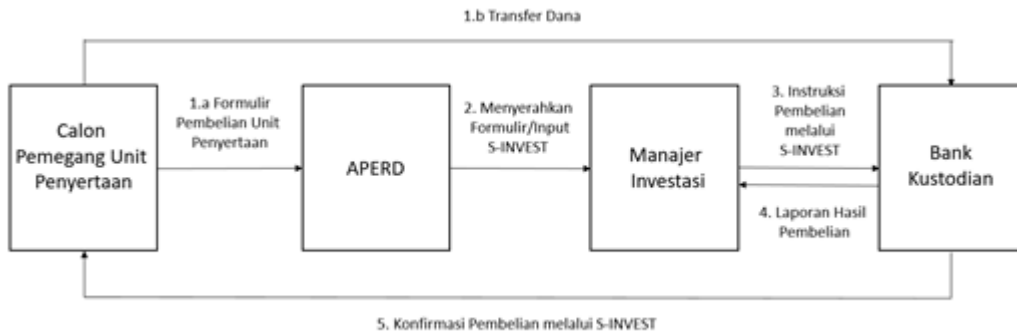 1.b Transfer Dana
Calon
Pemegang Unit
Penyertaan
1.a Formulir
Pembelian Unit
Penyertaan
APERD
2. Menyerahkan
Formulir/Input
S-INVEST
Manajer
Investasi
3. Instruksi
Pembelian
melalui
S-INVEST
4. Laporan Hasil
Pembelian
Bank
Kustodian
5. Konfirmasi Pembelian melalui S-INVEST